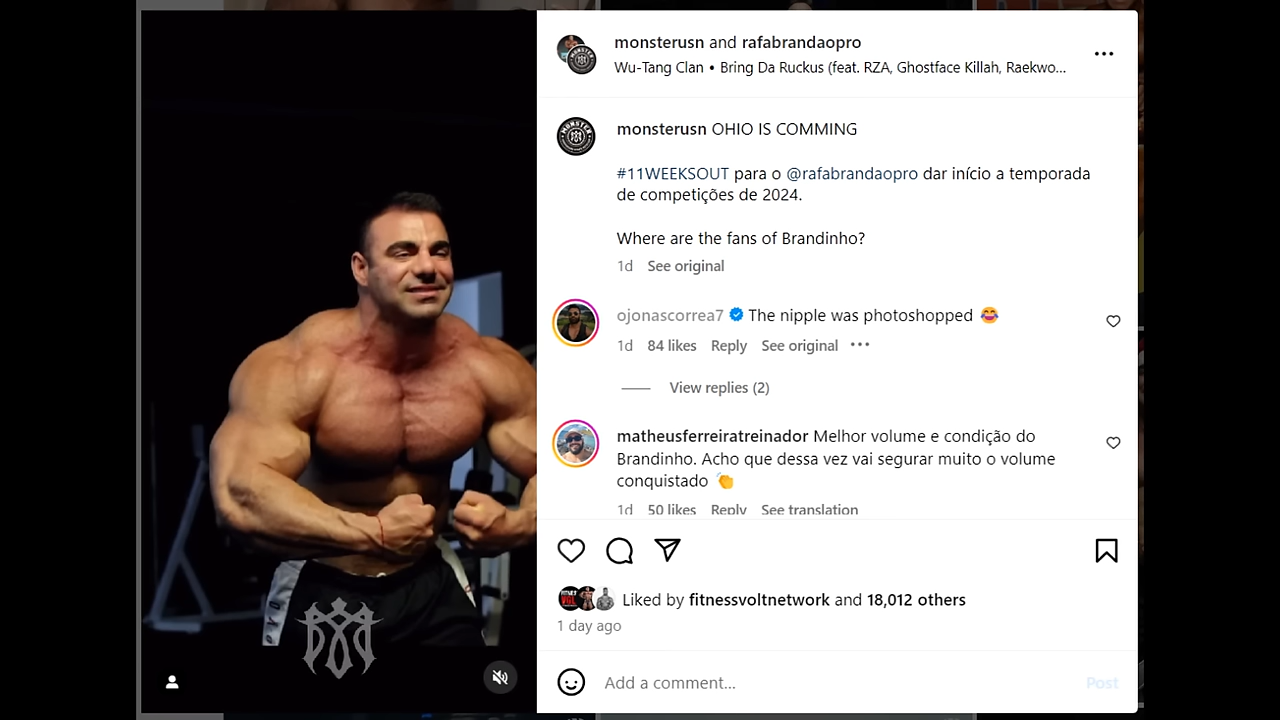 monsterusn and rafabrandaopro
Wu-Tang Clan • Bring Da Ruckus (feat. RZA, Ghostface Killah, Raekwo...
monsterusn OHIO IS COMMING
#11WEEKSOUT para o @rafabrandaopro dar início a temporada
de competições de 2024.
Where are the fans of Brandinho?
1d See original
ojonascorrea7 The nipple was photoshopped 😂
1d 84 likes Reply See original •••
View replies (2)
matheusferreiratreinador Melhor volume e condição do
Brandinho. Acho que dessa vez vai segurar muito o volume
conquistado 👏
1d 50 likes Reply See translation
Liked by fitnessvoltnetwork and 18,012 others
1 day ago
Add a comment...
Post